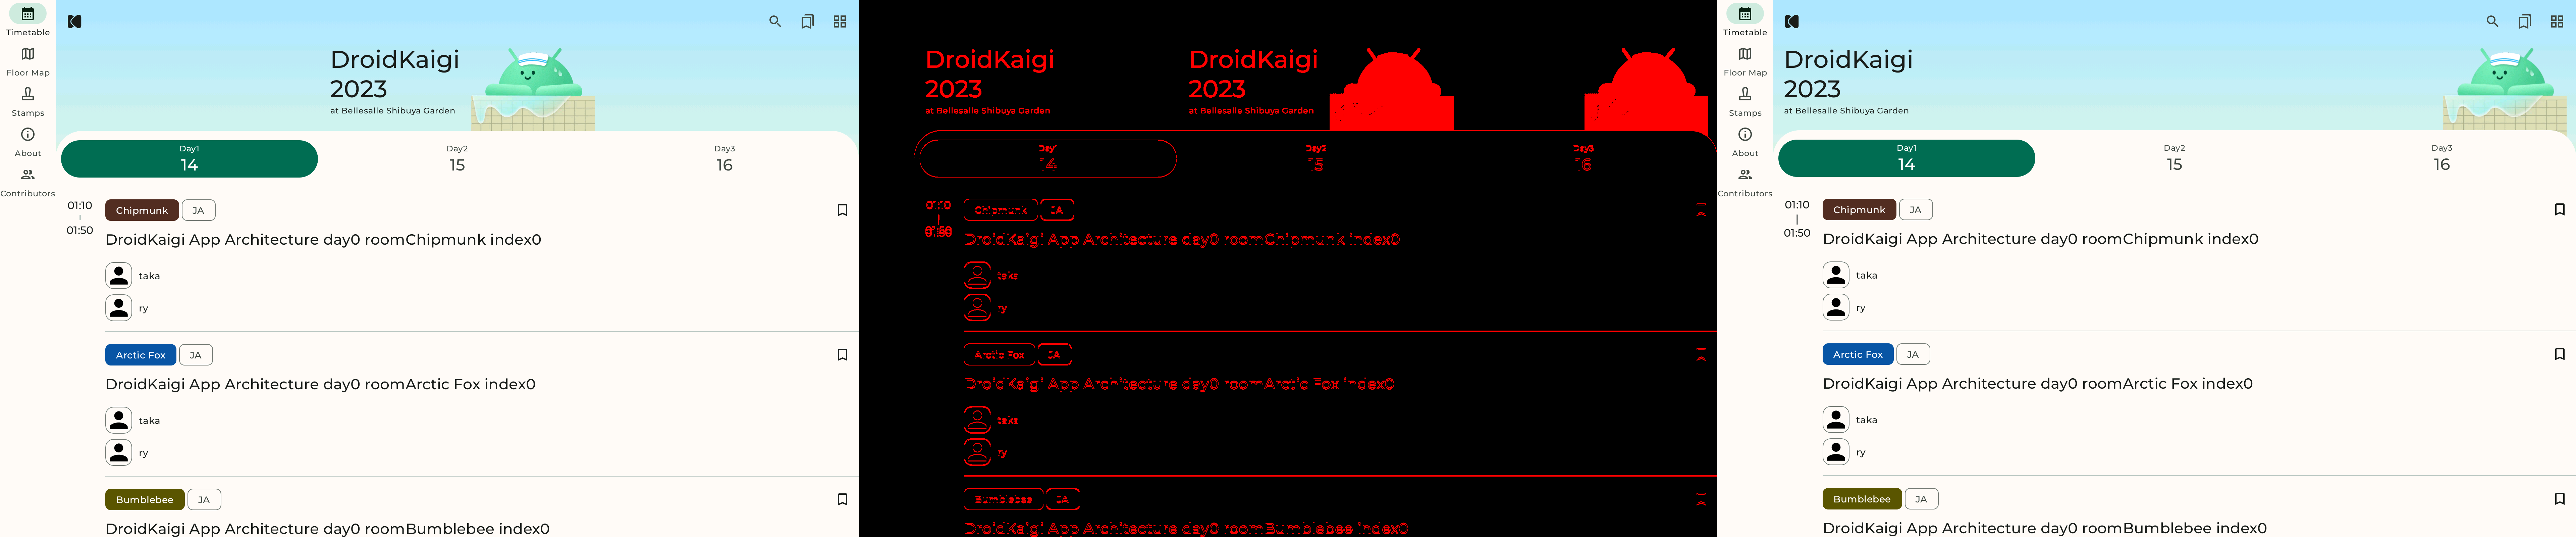 Timetable
Floor Map
Stamps
About
Contributors
DroidKaigi
2023
at Bellesalle Shibuya Garden
Day1
14
Day2
15
Day3
16
01:10
01:50
Chipmunk JA
DroidKaigi App Architecture day0 roomChipmunk index0
taka
ry
Arctic Fox JA
DroidKaigi App Architecture day0 roomArctic Fox index0
taka
ry
Bumblebee JA
DroidKaigi App Architecture day0 roomBumblebee index0
DroidKaigi
2023
at Bellesalle Shibuya Garden
DroidKaigi
2023
at Bellesalle Shibuya Garden
Day1
14
Day2
15
Day3
16
01:10
01:50
Chipmunk JA
DroidKaigi App Architecture day0 roomChipmunk index0
taka
ry
Arctic Fox JA
DroidKaigi App Architecture day0 roomArctic Fox index0
taka
ry
Bumblebee JA
DroidKaigi App Architecture day0 roomBumblebee index0
Timetable
Floor Map
Stamps
About
Contributors
DroidKaigi
2023
at Bellesalle Shibuya Garden
Day1
14
Day2
15
Day3
16
01:10
01:50
Chipmunk JA
DroidKaigi App Architecture day0 roomChipmunk index0
taka
ry
Arctic Fox JA
DroidKaigi App Architecture day0 roomArctic Fox index0
taka
ry
Bumblebee JA
DroidKaigi App Architecture day0 roomBumblebee index0